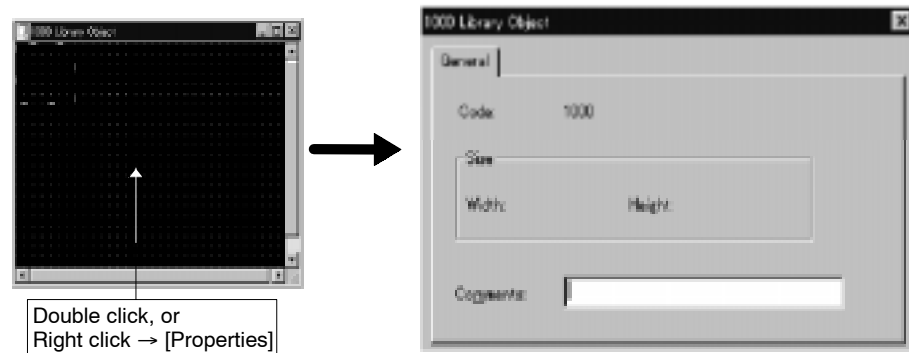 1000 Library Object
Double click, or
Right click → [Properties]
1000 Library Object
General
Code: 1000
Size
Width: Height:
Comments: